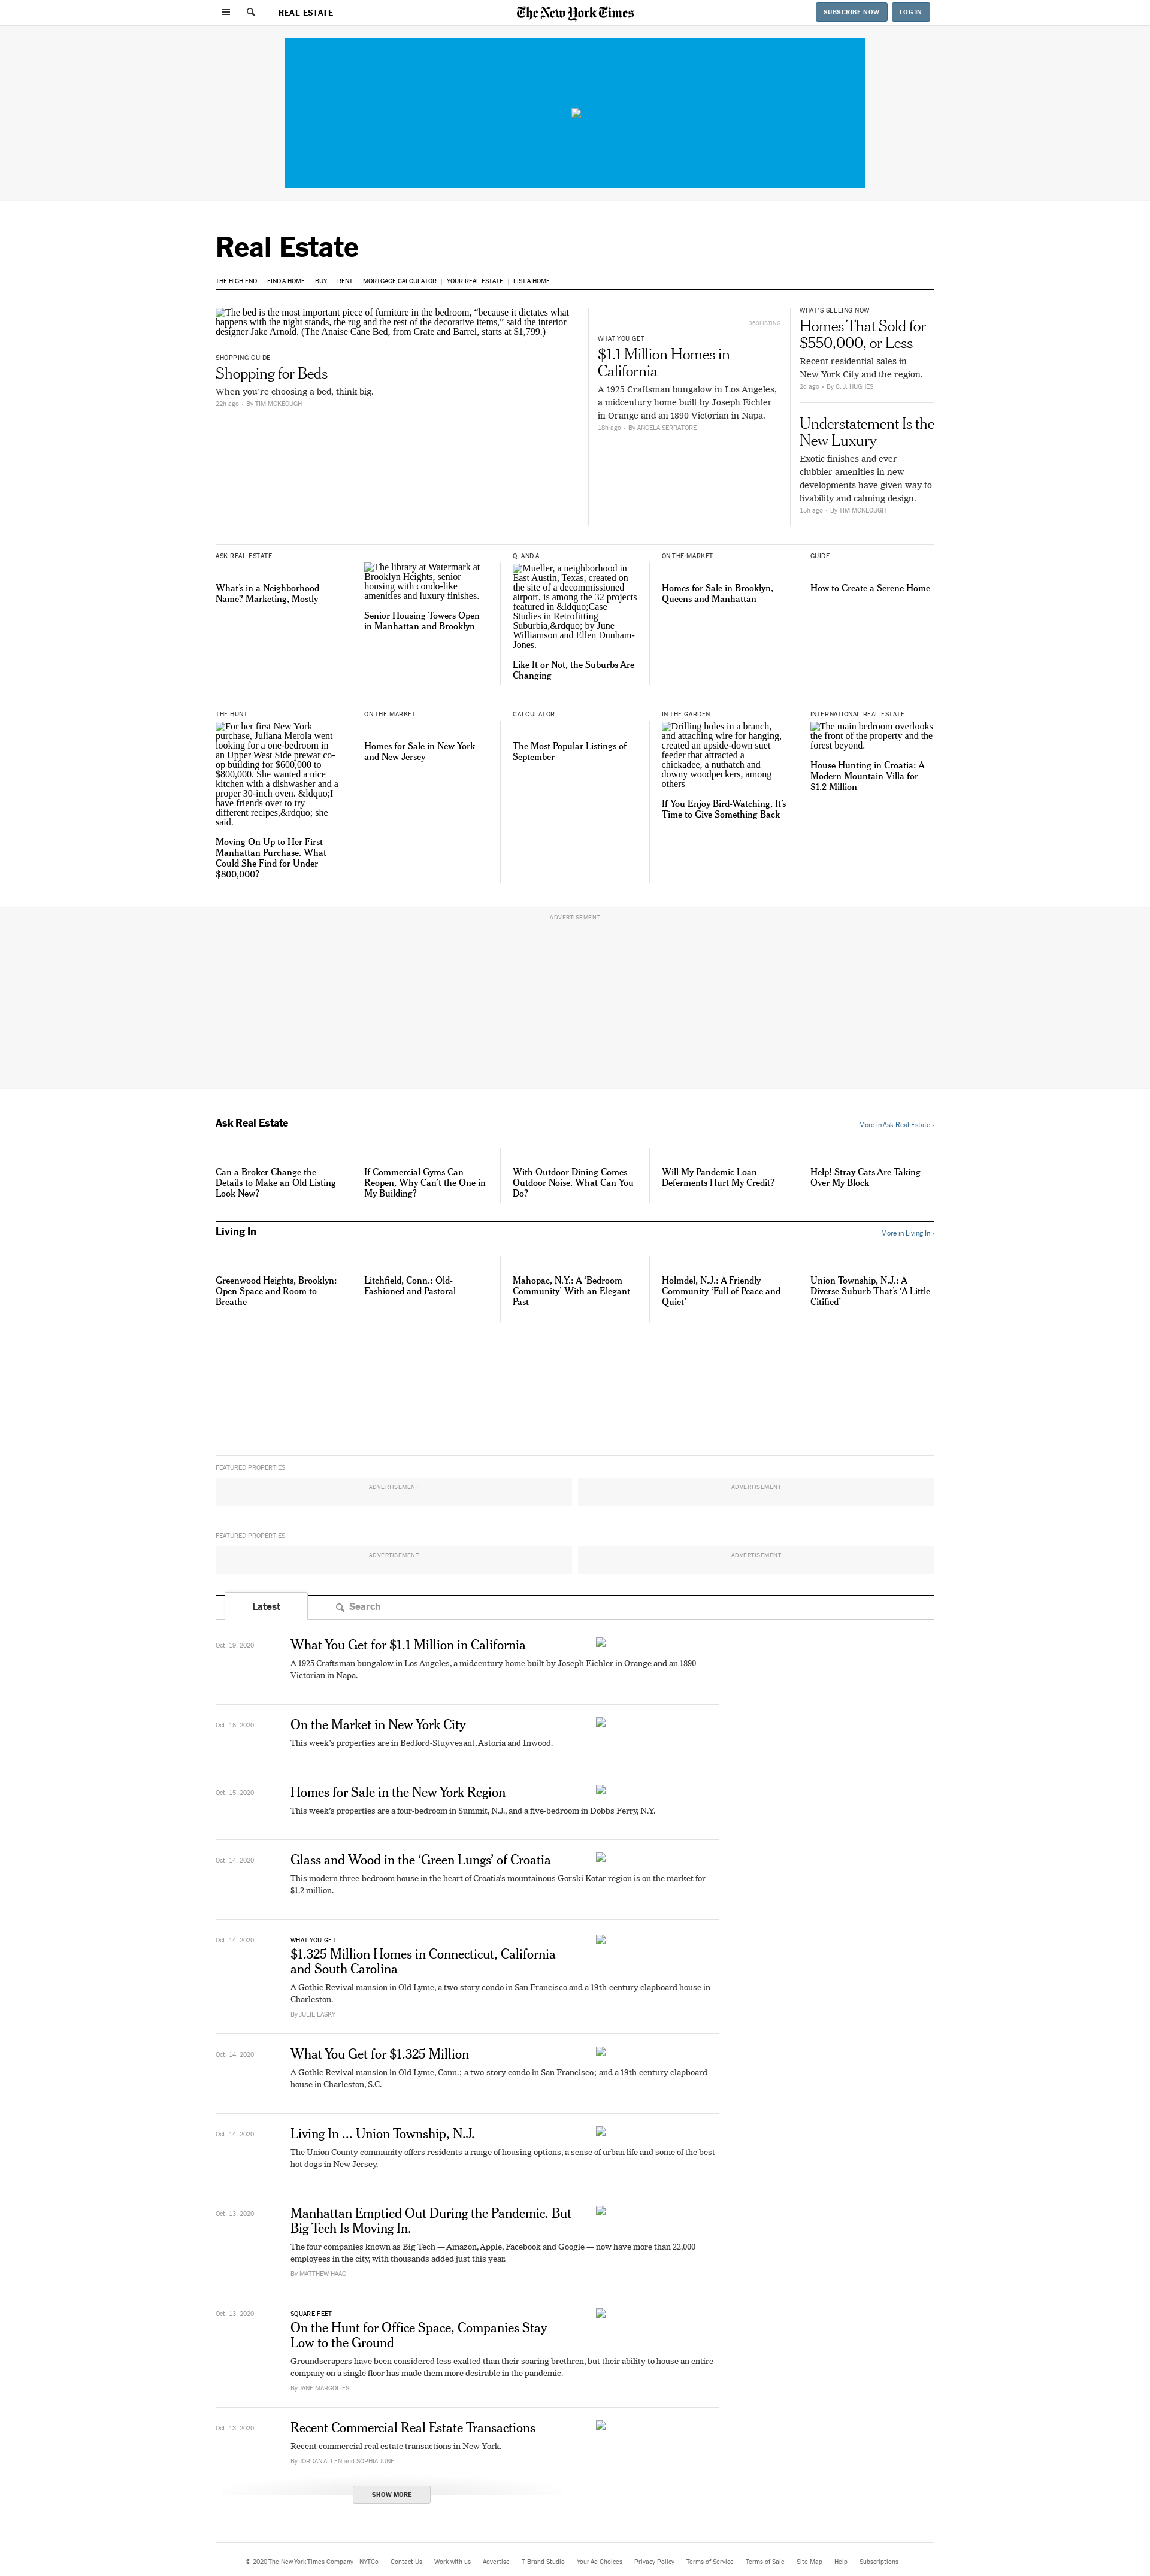 REAL ESTATE
The New York Times
SUBSCRIBE NOW
LOG IN
Real Estate
THE HIGH END | FIND A HOME | BUY | RENT | MORTGAGE CALCULATOR | YOUR REAL ESTATE | LIST A HOME
The bed is the most important piece of furniture in the bedroom, “because it dictates what
happens with the night stands, the rug and the rest of the decorative items,” said the interior
designer Jake Arnold. (The Anaise Cane Bed, from Crate and Barrel, starts at $1,799.)
SHOPPING GUIDE
Shopping for Beds
When you’re choosing a bed, think big.
22h ago • By TIM MCKEOUGH
360LISTING
WHAT YOU GET
$1.1 Million Homes in
California
A 1925 Craftsman bungalow in Los Angeles,
a midcentury home built by Joseph Eichler
in Orange and an 1890 Victorian in Napa.
18h ago • By ANGELA SERRATORE
WHAT’S SELLING NOW
Homes That Sold for
$550,000, or Less
Recent residential sales in
New York City and the region.
2d ago • By C. J. HUGHES
Understatement Is the
New Luxury
Exotic finishes and ever-
clubbier amenities in new
developments have given way to
livability and calming design.
15h ago • By TIM MCKEOUGH
ASK REAL ESTATE
What’s in a Neighborhood
Name? Marketing, Mostly
The library at Watermark at
Brooklyn Heights, senior
housing with condo-like
amenities and luxury finishes.
Senior Housing Towers Open
in Manhattan and Brooklyn
Q. AND A.
Mueller, a neighborhood in
East Austin, Texas, created on
the site of a decommissioned
airport, is among the 32 projects
featured in &ldquo;Case
Studies in Retrofitting
Suburbia,&rdquo; by June
Williamson and Ellen Dunham-
Jones.
Like It or Not, the Suburbs Are
Changing
ON THE MARKET
Homes for Sale in Brooklyn,
Queens and Manhattan
GUIDE
How to Create a Serene Home
THE HUNT
For her first New York
purchase, Juliana Merola went
looking for a one-bedroom in
an Upper West Side prewar co-
op building for $600,000 to
$800,000. She wanted a nice
kitchen with a dishwasher and a
proper 30-inch oven. &ldquo;I
have friends over to try
different recipes,&rdquo; she
said.
Moving On Up to Her First
Manhattan Purchase. What
Could She Find for Under
$800,000?
ON THE MARKET
Homes for Sale in New York
and New Jersey
CALCULATOR
The Most Popular Listings of
September
IN THE GARDEN
Drilling holes in a branch,
and attaching wire for hanging,
created an upside-down suet
feeder that attracted a
chickadee, a nuthatch and
downy woodpeckers, among
others
If You Enjoy Bird-Watching, It’s
Time to Give Something Back
INTERNATIONAL REAL ESTATE
The main bedroom overlooks
the front of the property and the
forest beyond.
House Hunting in Croatia: A
Modern Mountain Villa for
$1.2 Million
ADVERTISEMENT
Ask Real Estate
More in Ask Real Estate ›
Can a Broker Change the
Details to Make an Old Listing
Look New?
If Commercial Gyms Can
Reopen, Why Can’t the One in
My Building?
With Outdoor Dining Comes
Outdoor Noise. What Can You
Do?
Will My Pandemic Loan
Deferments Hurt My Credit?
Help! Stray Cats Are Taking
Over My Block
Living In
More in Living In ›
Greenwood Heights, Brooklyn:
Open Space and Room to
Breathe
Litchfield, Conn.: Old-
Fashioned and Pastoral
Mahopac, N.Y.: A ‘Bedroom
Community’ With an Elegant
Past
Holmdel, N.J.: A Friendly
Community ‘Full of Peace and
Quiet’
Union Township, N.J.: A
Diverse Suburb That’s ‘A Little
Citified’
FEATURED PROPERTIES
ADVERTISEMENT
ADVERTISEMENT
FEATURED PROPERTIES
ADVERTISEMENT
ADVERTISEMENT
Latest
Search
Oct. 19, 2020
What You Get for $1.1 Million in California
A 1925 Craftsman bungalow in Los Angeles, a midcentury home built by Joseph Eichler in Orange and an 1890
Victorian in Napa.
Oct. 15, 2020
On the Market in New York City
This week’s properties are in Bedford-Stuyvesant, Astoria and Inwood.
Oct. 15, 2020
Homes for Sale in the New York Region
This week’s properties are a four-bedroom in Summit, N.J., and a five-bedroom in Dobbs Ferry, N.Y.
Oct. 14, 2020
Glass and Wood in the ‘Green Lungs’ of Croatia
This modern three-bedroom house in the heart of Croatia’s mountainous Gorski Kotar region is on the market for
$1.2 million.
Oct. 14, 2020
WHAT YOU GET
$1.325 Million Homes in Connecticut, California
and South Carolina
A Gothic Revival mansion in Old Lyme, a two-story condo in San Francisco and a 19th-century clapboard house in
Charleston.
By JULIE LASKY
Oct. 14, 2020
What You Get for $1.325 Million
A Gothic Revival mansion in Old Lyme, Conn.; a two-story condo in San Francisco; and a 19th-century clapboard
house in Charleston, S.C.
Oct. 14, 2020
Living In ... Union Township, N.J.
The Union County community offers residents a range of housing options, a sense of urban life and some of the best
hot dogs in New Jersey.
Oct. 13, 2020
Manhattan Emptied Out During the Pandemic. But
Big Tech Is Moving In.
The four companies known as Big Tech — Amazon, Apple, Facebook and Google — now have more than 22,000
employees in the city, with thousands added just this year.
By MATTHEW HAAG
Oct. 13, 2020
SQUARE FEET
On the Hunt for Office Space, Companies Stay
Low to the Ground
Groundscrapers have been considered less exalted than their soaring brethren, but their ability to house an entire
company on a single floor has made them more desirable in the pandemic.
By JANE MARGOLIES
Oct. 13, 2020
Recent Commercial Real Estate Transactions
Recent commercial real estate transactions in New York.
By JORDAN ALLEN and SOPHIA JUNE
SHOW MORE
© 2020 The New York Times Company NYTCo Contact Us Work with us Advertise T Brand Studio Your Ad Choices Privacy Policy Terms of Service Terms of Sale Site Map Help Subscriptions